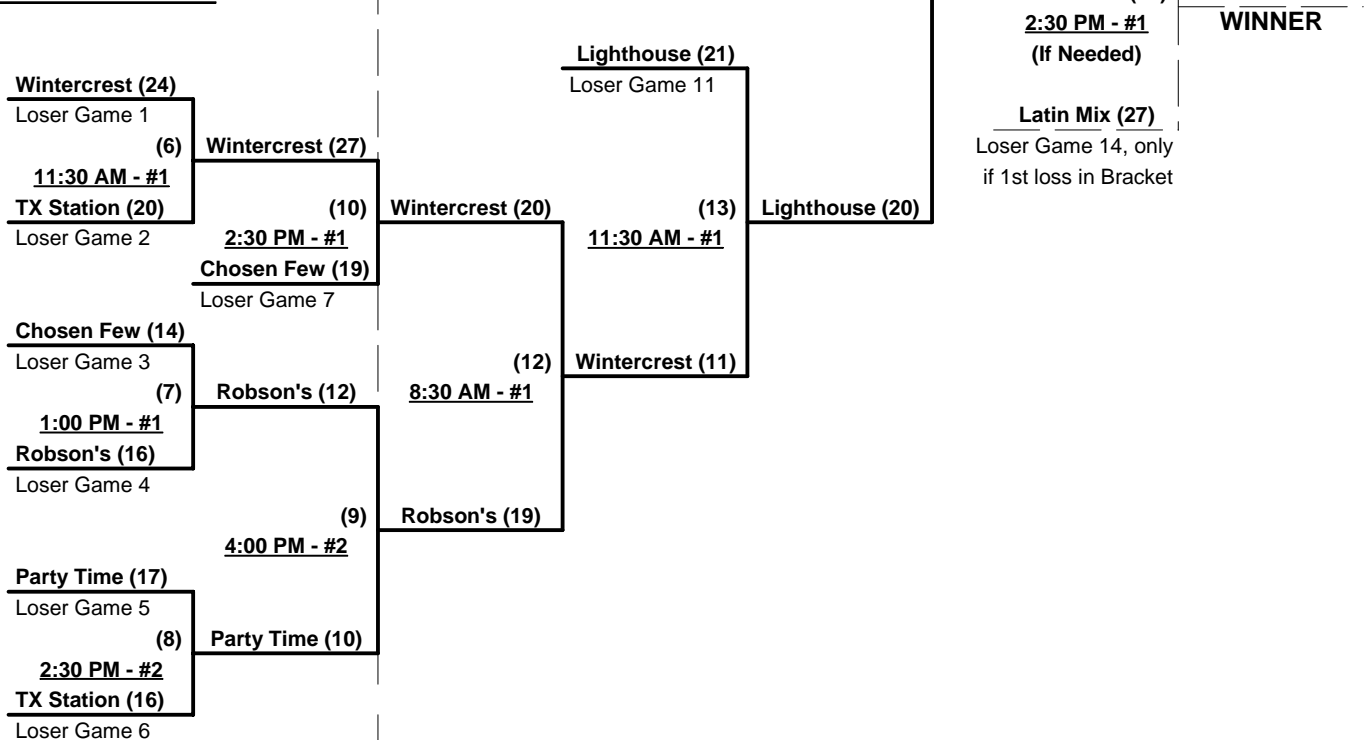 2:30 PM - #1
WINNER
(If Needed)
Lighthouse (21)
Loser Game 11
Wintercrest (24)
Loser Game 1
Latin Mix (27)
(6)
Wintercrest (27)
Loser Game 14, only
11:30 AM - #1
if 1st loss in Bracket
TX Station (20)
(10)
Wintercrest (20)
(13)
Lighthouse (20)
Loser Game 2
2:30 PM - #1
11:30 AM - #1
Chosen Few (19)
Loser Game 7
Chosen Few (14)
Loser Game 3
(12)
Wintercrest (11)
(7)
Robson's (12)
8:30 AM - #1
1:00 PM - #1
Robson's (16)
Loser Game 4
(9)
Robson's (19)
4:00 PM - #2
Party Time (17)
Loser Game 5
(8)
Party Time (10)
2:30 PM - #2
TX Station (16)
Loser Game 6